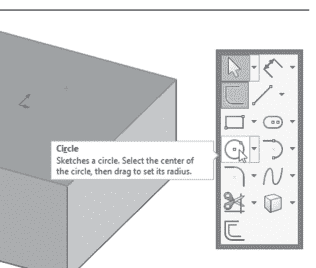 Circle
Sketches a circle. Select the center of
the circle, then drag to set its radius.